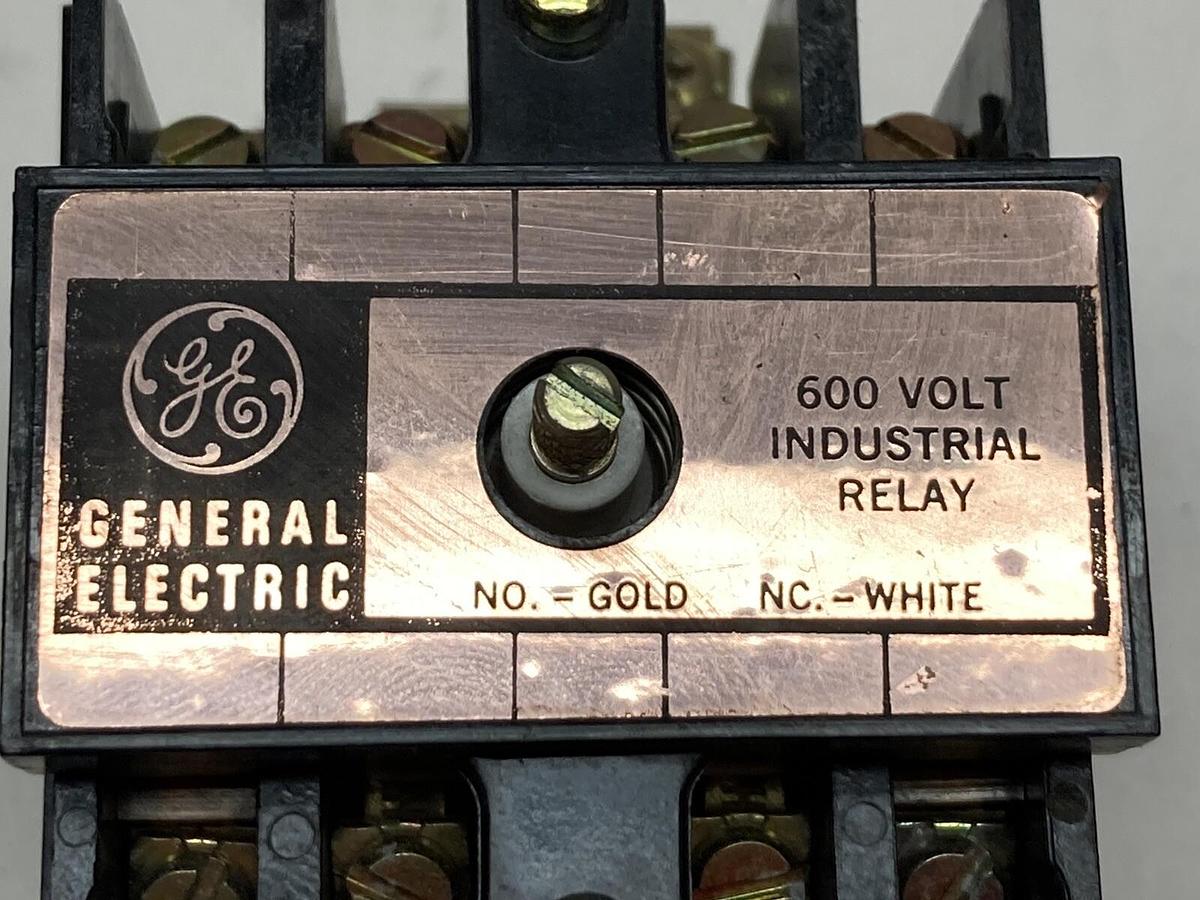 GE
GENERAL
ELECTRIC
600 VOLT
INDUSTRIAL
RELAY
NO. - GOLD NC. - WHITE